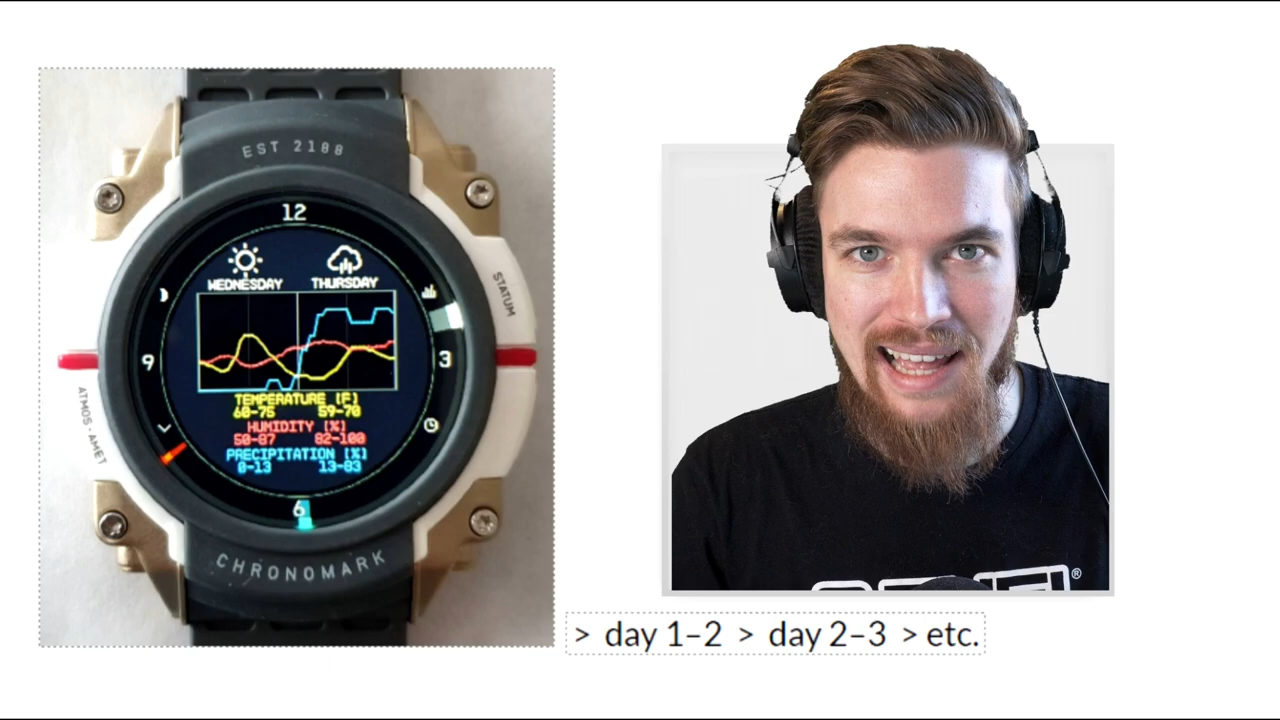 EST 2188
12
WEDNESDAY THURSDAY
STATUM
9 3
TEMPERATURE [F]
60-75 59-70
HUMIDITY [%]
50-87 82-100
PRECIPITATION [%]
0-13 13-83
ATMOS · AMET
6
CHRONOMARK
®
> day 1–2 > day 2–3 > etc.